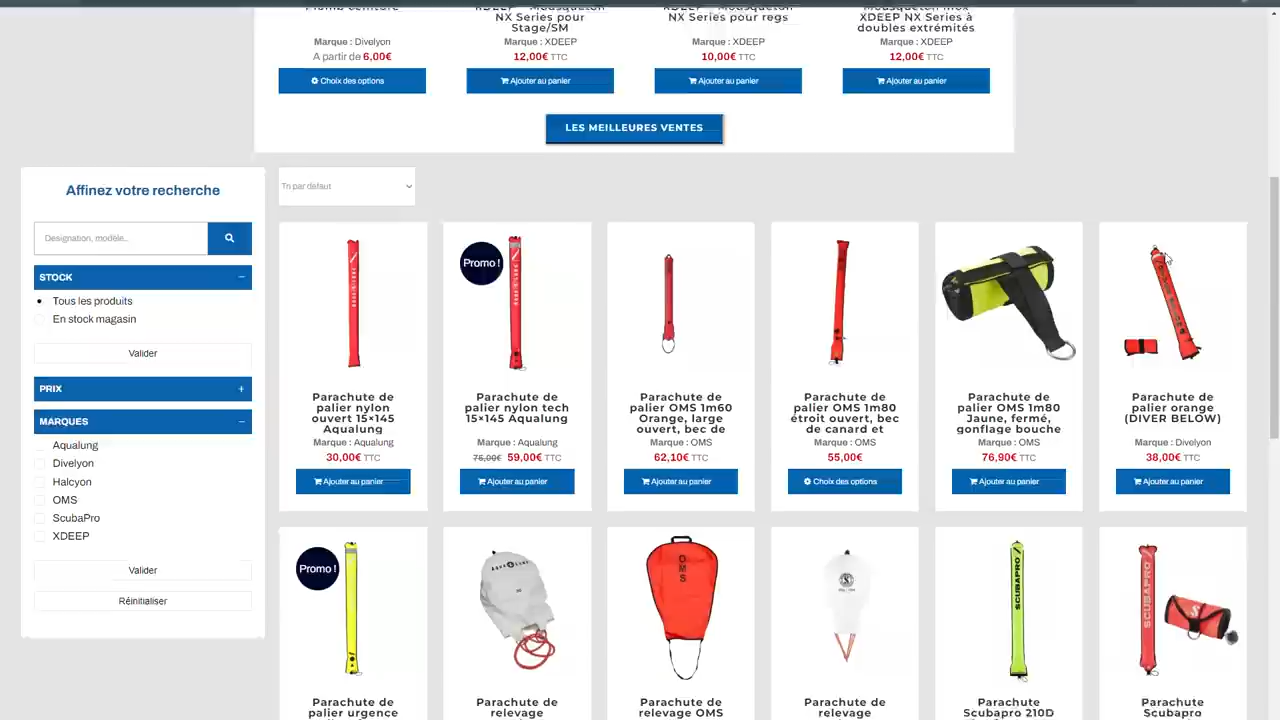 NX Series pour
Stage/SM
Marque : Divelyon
Marque : XDEEP
A partir de 6,00€
12,00€ TTC
Choix des options
Ajouter au panier
NX Series pour regs
Marque : XDEEP
10,00€ TTC
Ajouter au panier
XDEEP NX Series à
doubles extrémités
Marque : XDEEP
12,00€ TTC
Ajouter au panier
LES MEILLEURES VENTES
Affinez votre recherche
Désignation, modèle...
STOCK
Tous les produits
En stock magasin
Valider
PRIX
MARQUES
Aqualung
Divelyon
Halcyon
OMS
ScubaPro
XDEEP
Valider
Réinitialiser
Tri par défaut
Parachute de
palier nylon
ouvert 15×145
Aqualung
Marque : Aqualung
30,00€ TTC
Ajouter au panier
Promo !
Parachute de
palier nylon tech
15×145 Aqualung
Marque : Aqualung
75,00€ 59,00€ TTC
Ajouter au panier
Parachute de
palier OMS 1m60
Orange, large
ouvert, bec de
Marque : OMS
62,10€ TTC
Ajouter au panier
Parachute de
palier OMS 1m80
étroit ouvert, bec
de canard et
Marque : OMS
55,00€
Choix des options
Parachute de
palier OMS 1m80
Jaune, fermé,
gonflage bouche
Marque : OMS
76,90€ TTC
Ajouter au panier
Parachute de
palier orange
(DIVER BELOW)
Marque : Divelyon
38,00€ TTC
Ajouter au panier
Promo !
Parachute de
palier urgence
AQUALUNG
Parachute de
relevage
OMS
Parachute de
relevage OMS
Parachute de
relevage
SCUBAPRO
Parachute
Scubapro 210D
SCUBAPRO
Parachute
Scubapro